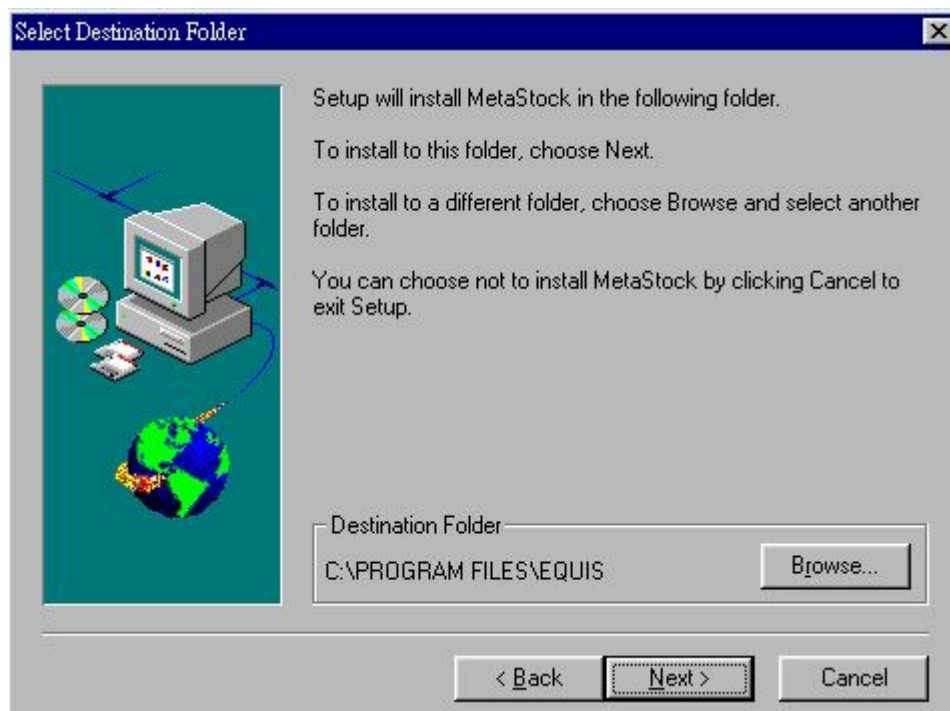 Select Destination Folder
Setup will install MetaStock in the following folder.
To install to this folder, choose Next.
To install to a different folder, choose Browse and select another
folder.
You can choose not to install MetaStock by clicking Cancel to
exit Setup.
Destination Folder
C:\PROGRAM FILES\EQUIS
Browse...
< Back
Next >
Cancel